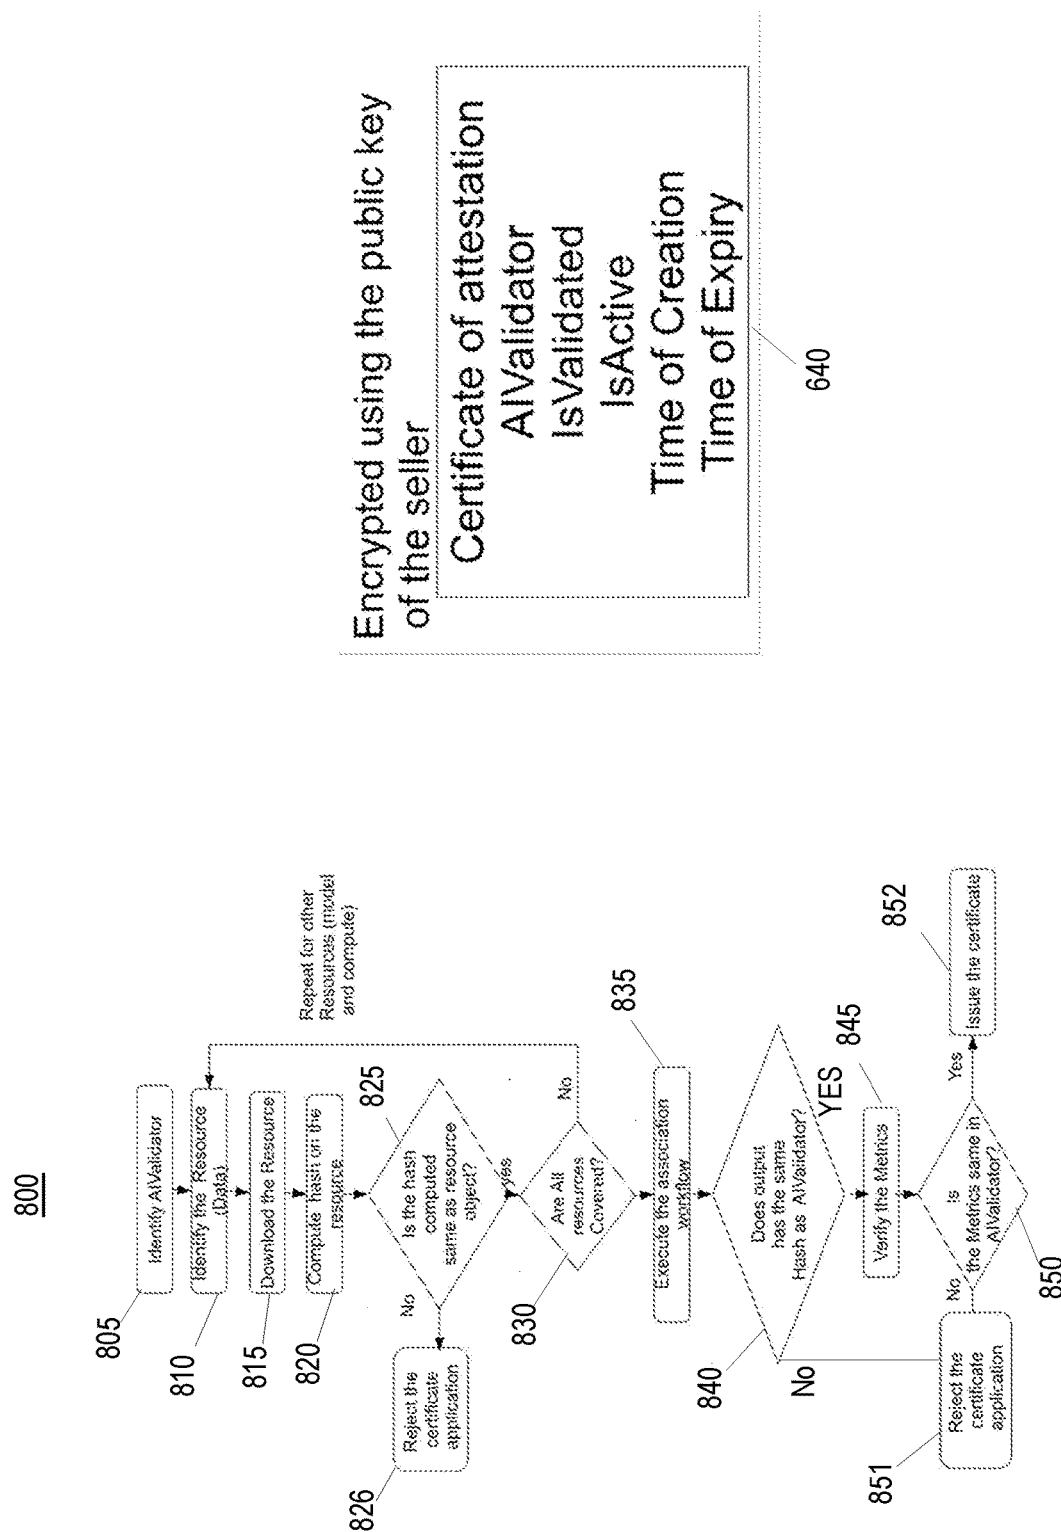 800
805
Identify AIValidator
810
Identify the Resource
(Data)
815
Download the Resource
820
Compute hash on the
resource
Repeat for other
Resources (model
and compute)
825
Is the hash
computed
same as resource
object?
No
yes
826
Reject the
certificate
application
830
Are All
resources
Covered?
No
835
Execute the association
workflow
840
Does output
has the same
Hash as AIValidator?
No
YES
845
Verify the Metrics
850
Is
the Metrics same in
AIValidator?
No
Yes
851
Reject the
certificate
application
852
Issue the certificate
Encrypted using the public key
of the seller
Certificate of attestation
AIValidator
IsValidated
IsActive
Time of Creation
Time of Expiry
640